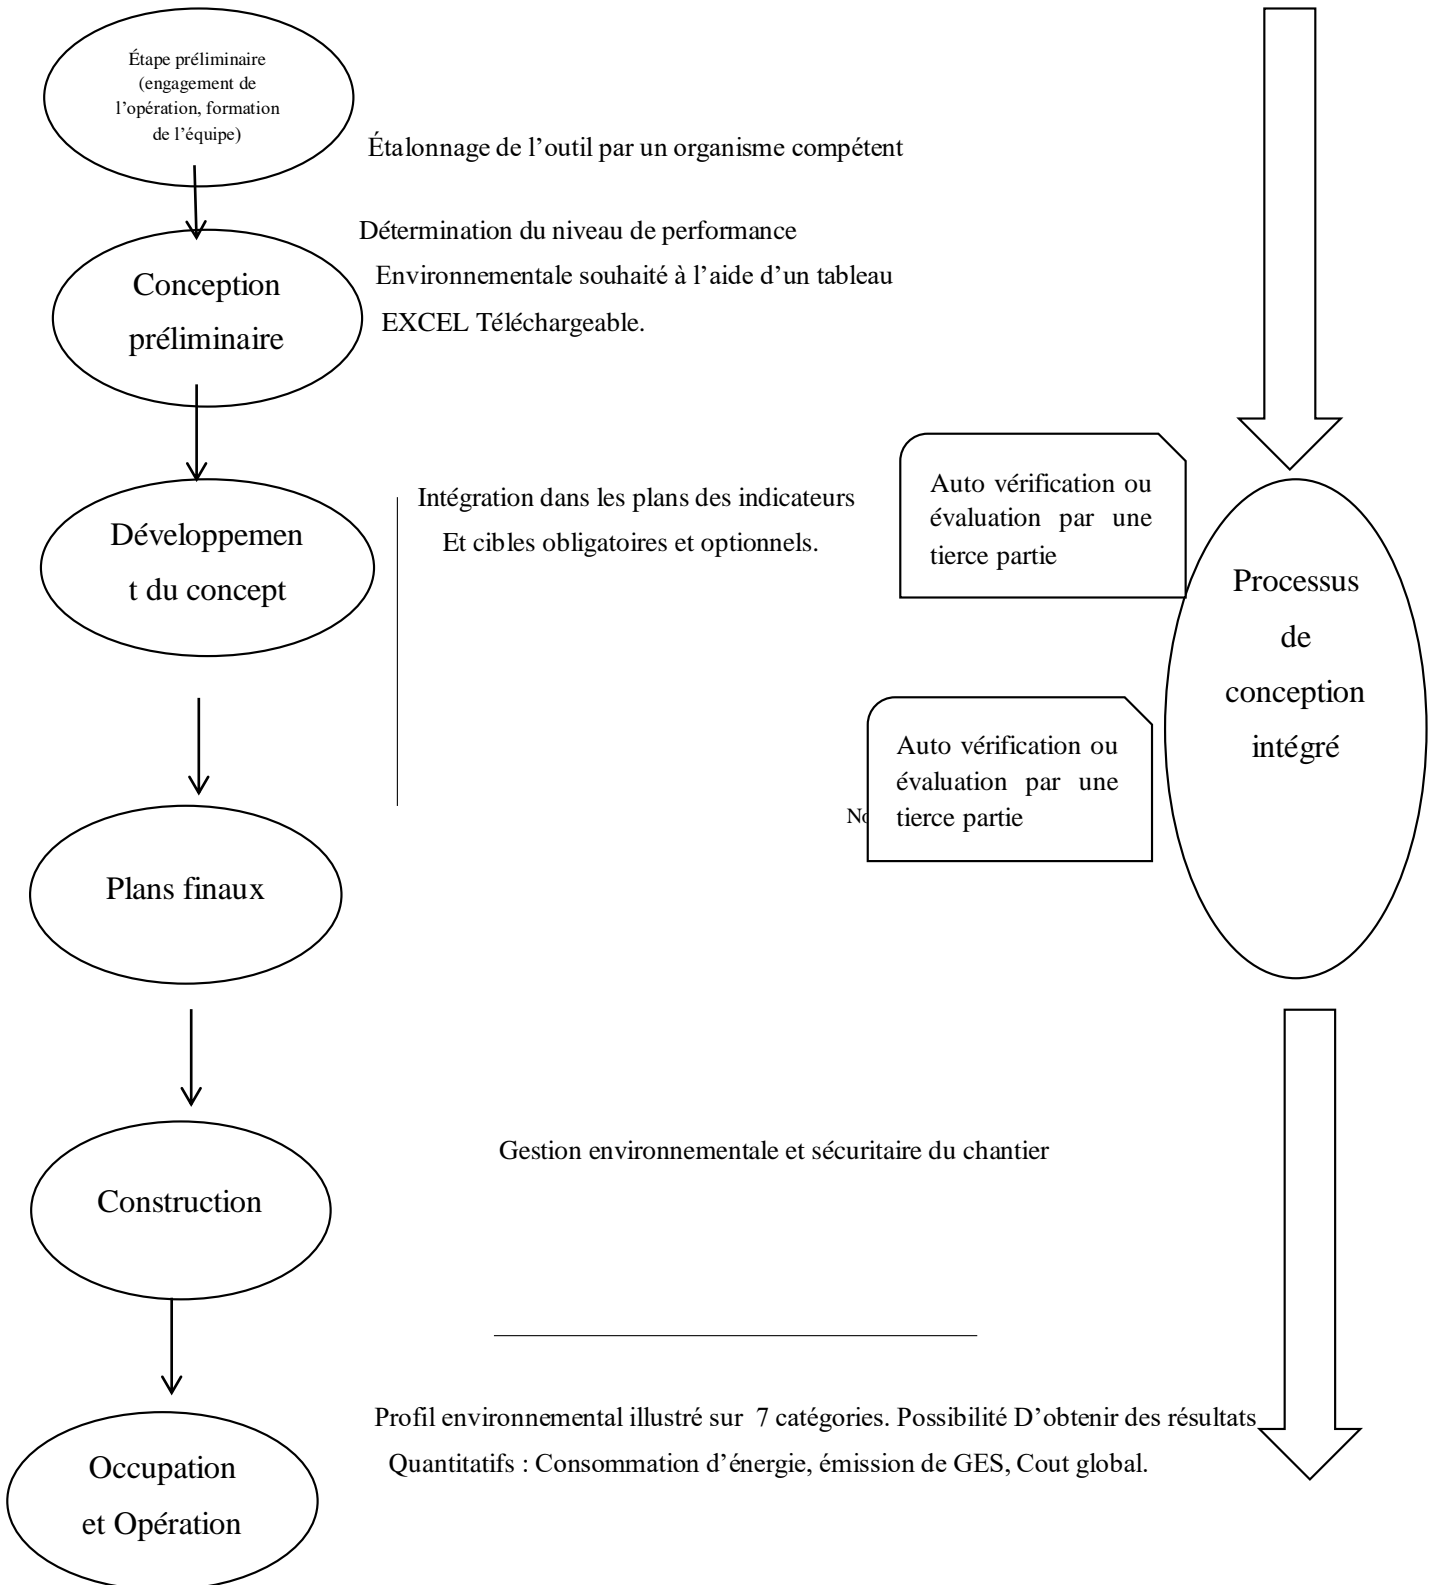 Étape préliminaire
(engagement de
l’opération, formation
de l’équipe)
Étalonnage de l’outil par un organisme compétent
Détermination du niveau de performance
Environnementale souhaité à l’aide d’un tableau
EXCEL Téléchargeable.
Conception
préliminaire
Développemen
t du concept
Intégration dans les plans des indicateurs
Et cibles obligatoires et optionnels.
Auto vérification ou
évaluation par une
tierce partie
Processus
de
conception
intégré
Auto vérification ou
évaluation par une
tierce partie
Plans finaux
Gestion environnementale et sécuritaire du chantier
Construction
Profil environnemental illustré sur 7 catégories. Possibilité D’obtenir des résultats
Quantitatifs : Consommation d’énergie, émission de GES, Cout global.
Occupation
et Opération